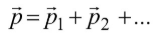 p⃗ = p⃗₁ + p⃗₂ + ...